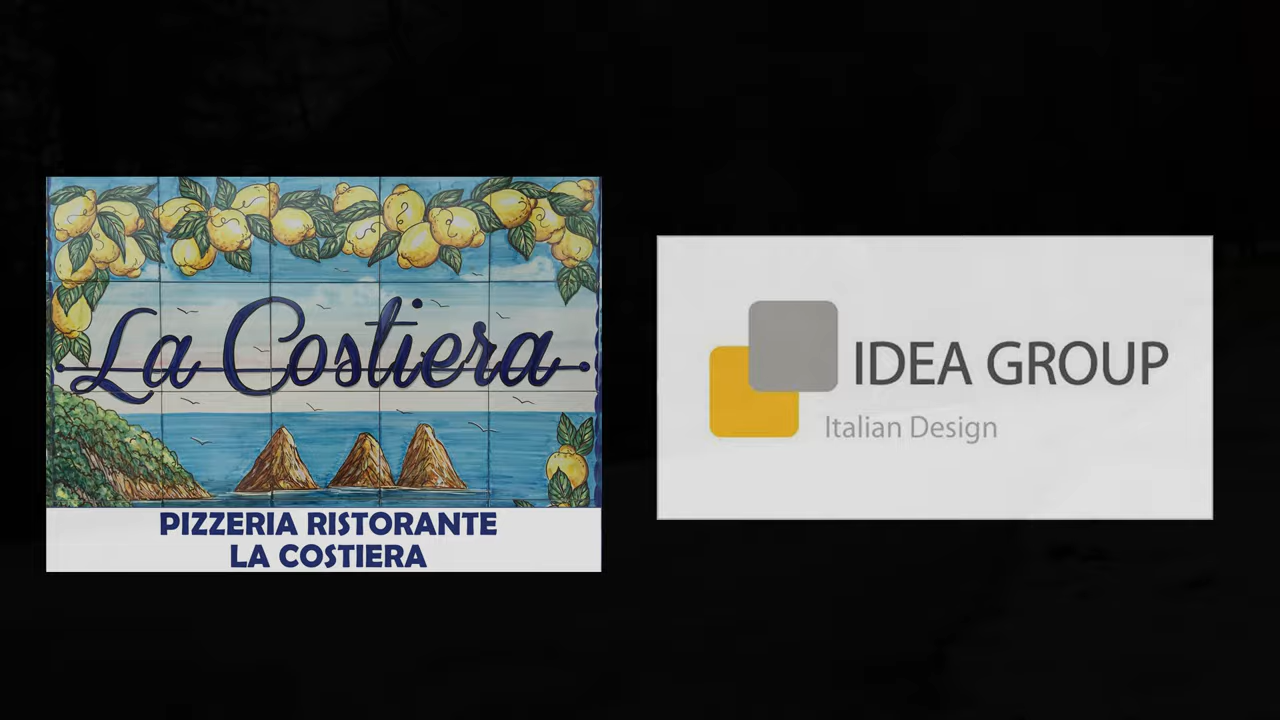 La Costiera
PIZZERIA RISTORANTE
LA COSTIERA
IDEA GROUP
Italian Design